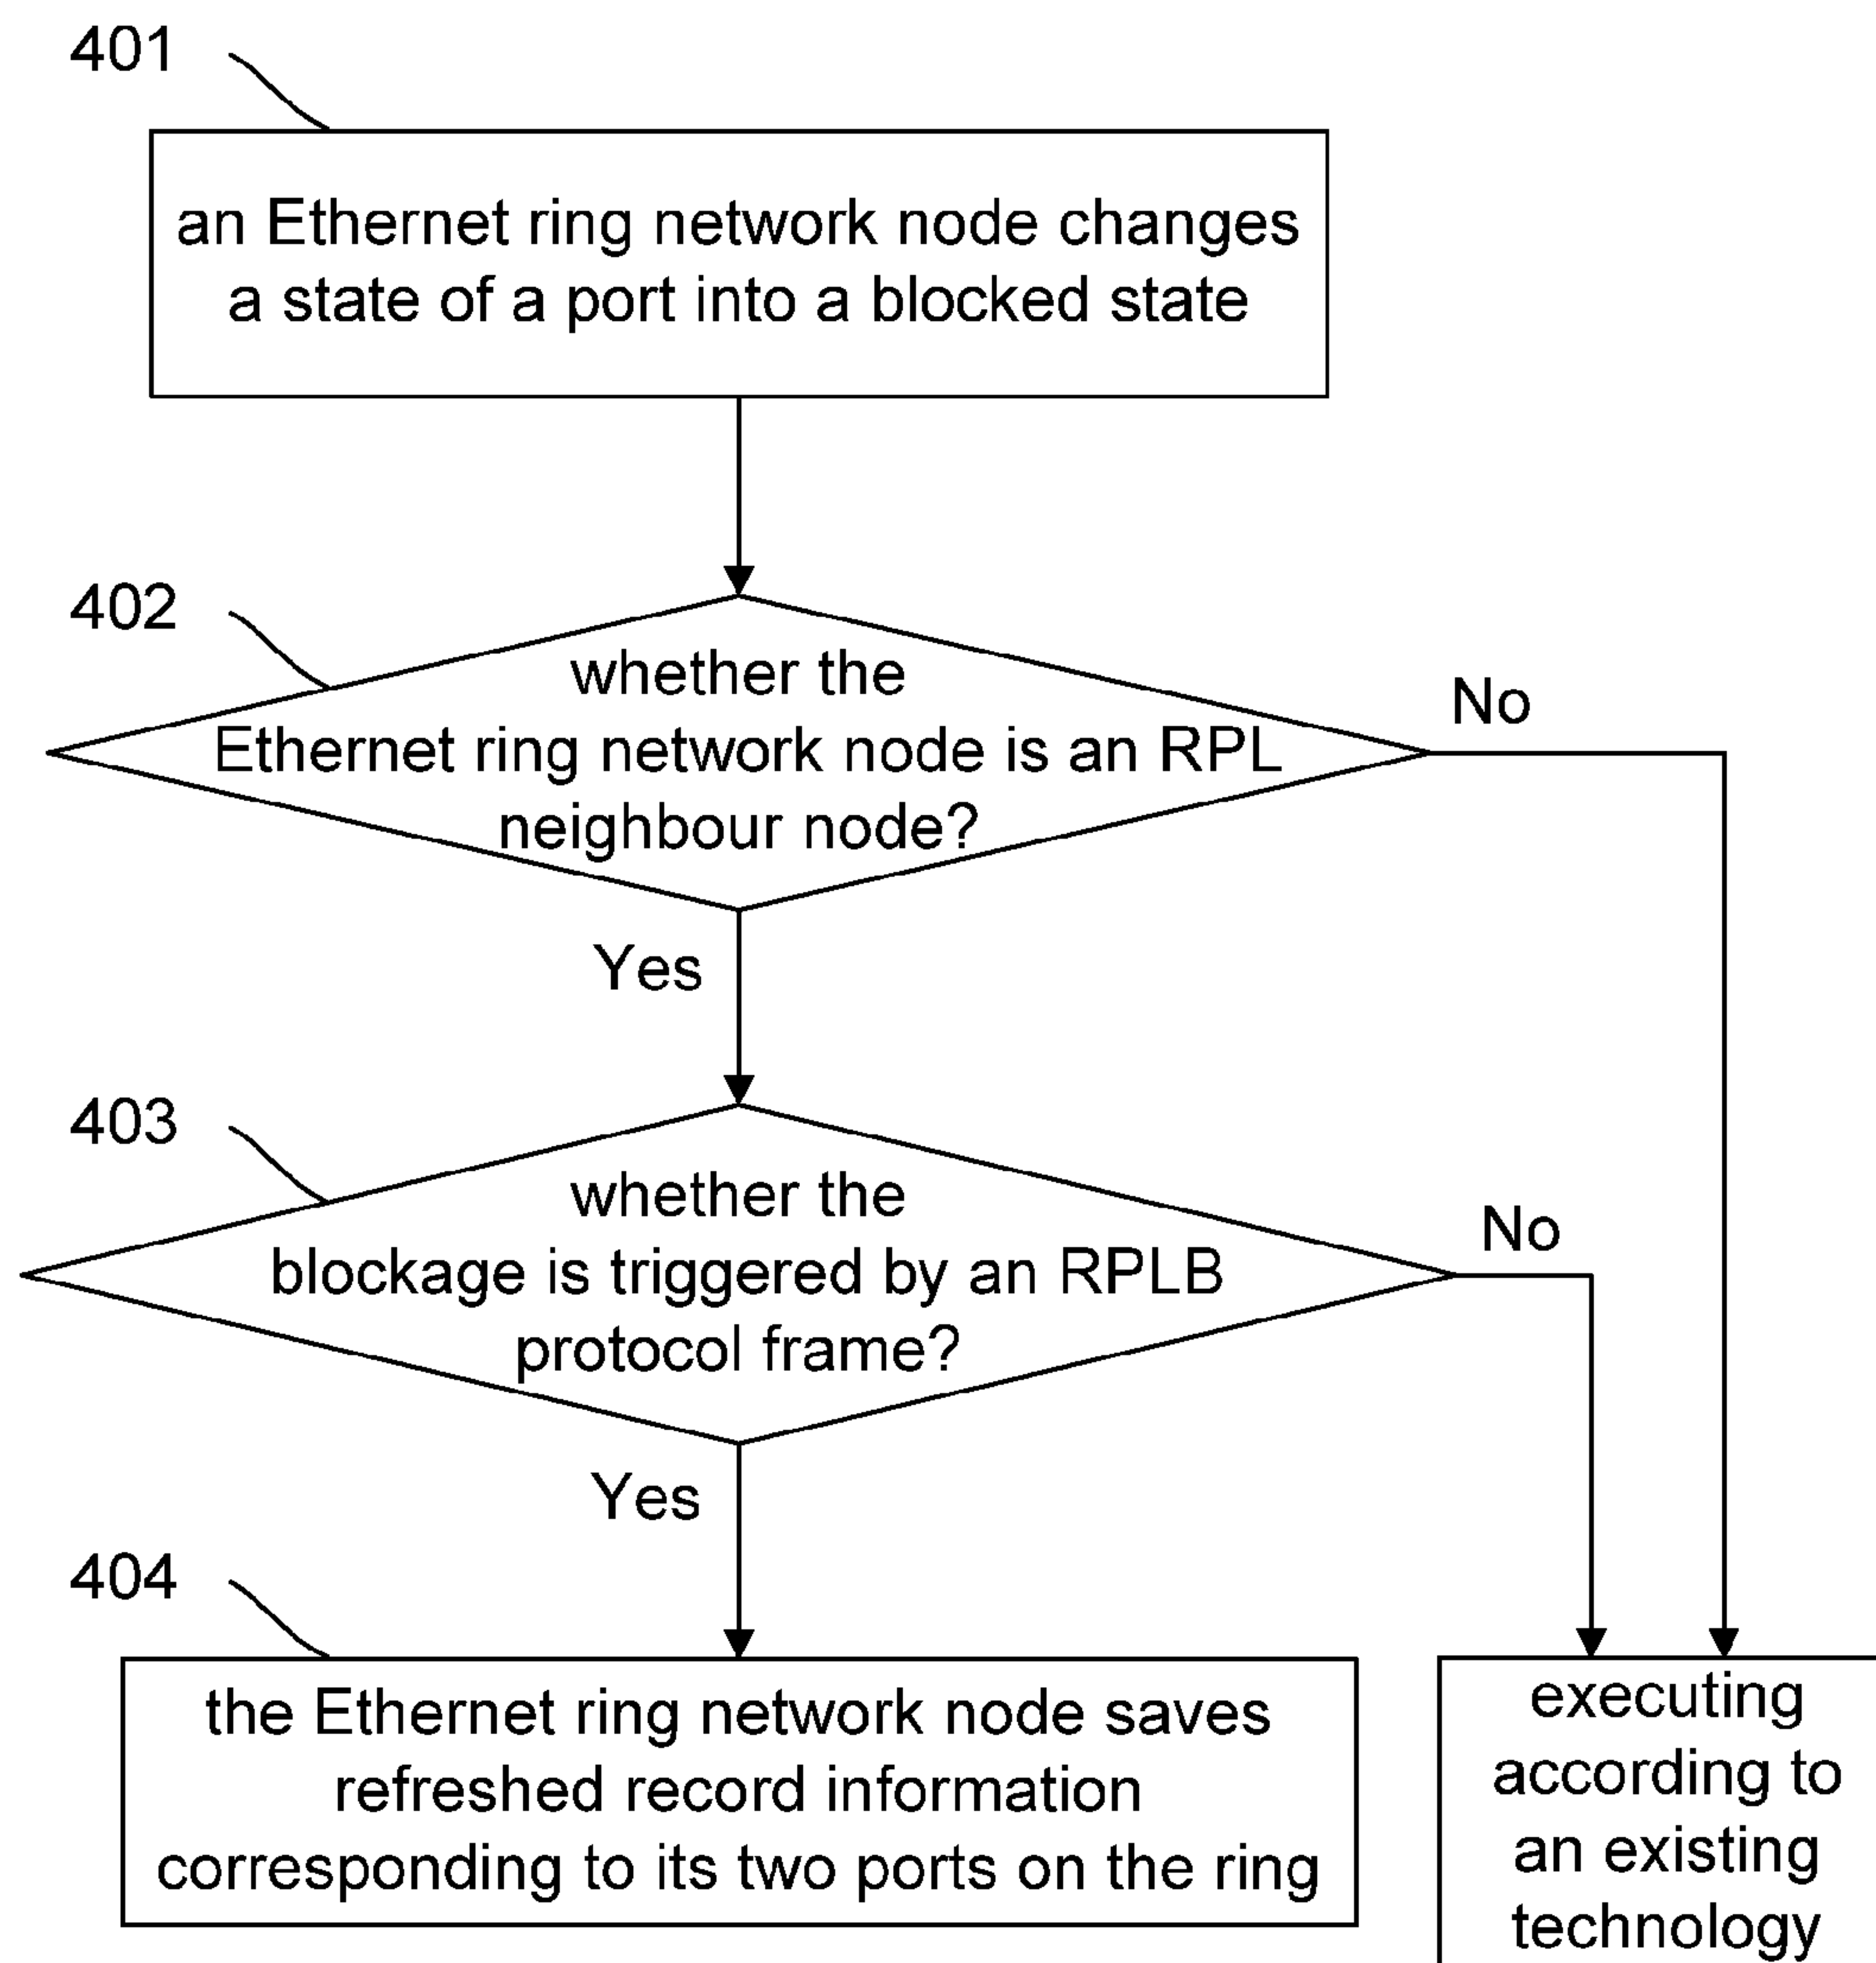 401
an Ethernet ring network node changes
a state of a port into a blocked state
402
whether the
Ethernet ring network node is an RPL
neighbour node?
No
Yes
403
whether the
blockage is triggered by an RPLB
protocol frame?
No
Yes
404
the Ethernet ring network node saves
refreshed record information
corresponding to its two ports on the ring
executing
according to
an existing
technology